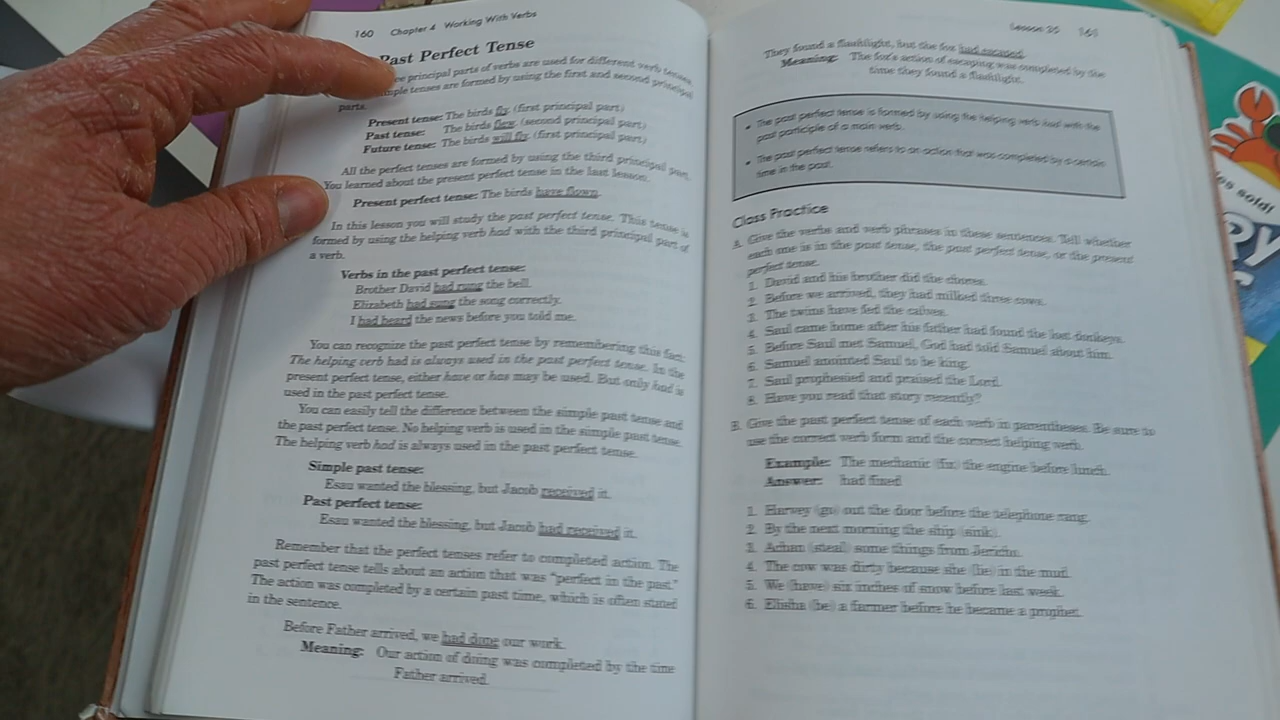 160 Chapter 4 Working With Verbs
Past Perfect Tense
principal parts of verbs are used for different verb tenses.
tenses are formed by using the first and second principal
parts.
Present tense: The birds fly. (first principal part)
Past tense: The birds flew. (second principal part)
Future tense: The birds will fly. (first principal part)
All the perfect tenses are formed by using the third principal part.
You learned about the present perfect tense in the last lesson.
Present perfect tense: The birds have flown.
In this lesson you will study the past perfect tense. This tense is
formed by using the helping verb had with the third principal part of
a verb.
Verbs in the past perfect tense:
Brother David had rung the bell.
Elizabeth had sung the song correctly.
I had heard the news before you told me.
You can recognize the past perfect tense by remembering this fact:
The helping verb had is always used in the past perfect tense. In the
present perfect tense, either have or has may be used. But only had is
used in the past perfect tense.
You can easily tell the difference between the simple past tense and
the past perfect tense. No helping verb is used in the simple past tense.
The helping verb had is always used in the past perfect tense.
Simple past tense:
Esau wanted the blessing, but Jacob received it.
Past perfect tense:
Esau wanted the blessing, but Jacob had received it.
Remember that the perfect tenses refer to completed action. The
past perfect tense tells about an action that was "perfect in the past."
The action was completed by a certain past time, which is often stated
in the sentence.
Before Father arrived, we had done our work.
Meaning: Our action of doing was completed by the time
Father arrived.
Lesson 25 161
They found a flashlight, but the fox had escaped.
Meaning: The fox's action of escaping was completed by the
time they found a flashlight.
• The past perfect tense is formed by using the helping verb had with the
past participle of a main verb.
• The past perfect tense refers to an action that was completed by a certain
time in the past.
Class Practice
A. Give the verbs and verb phrases in these sentences. Tell whether
each one is in the past tense, the past perfect tense, or the present
perfect tense.
1. David and his brother did the chores.
2. Before we arrived, they had milked three cows.
3. The twins have fed the calves.
4. Saul came home after his father had found the lost donkeys.
5. Before Saul met Samuel, God had told Samuel about him.
6. Samuel anointed Saul to be king.
7. Saul prophesied and praised the Lord.
8. Have you read that story recently?
B. Give the past perfect tense of each verb in parentheses. Be sure to
use the correct verb form and the correct helping verb.
Example: The mechanic (fix) the engine before lunch.
Answer: had fixed
1. Harvey (go) out the door before the telephone rang.
2. By the next morning the ship (sink).
3. Achan (steal) some things from Jericho.
4. The cow was dirty because she (lie) in the mud.
5. We (have) six inches of snow before last week.
6. Elisha (be) a farmer before he became a prophet.
sold!